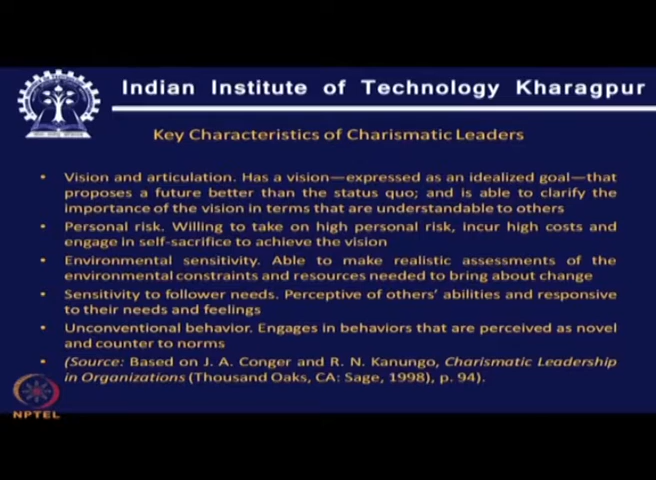 Indian Institute of Technology Kharagpur
Key Characteristics of Charismatic Leaders
• Vision and articulation. Has a vision—expressed as an idealized goal—that
proposes a future better than the status quo; and is able to clarify the
importance of the vision in terms that are understandable to others
• Personal risk. Willing to take on high personal risk, incur high costs and
engage in self-sacrifice to achieve the vision
• Environmental sensitivity. Able to make realistic assessments of the
environmental constraints and resources needed to bring about change
• Sensitivity to follower needs. Perceptive of others' abilities and responsive
to their needs and feelings
• Unconventional behavior. Engages in behaviors that are perceived as novel
and counter to norms
• (Source: Based on J. A. Conger and R. N. Kanungo, Charismatic Leadership
in Organizations (Thousand Oaks, CA: Sage, 1998), p. 94).
NPTEL